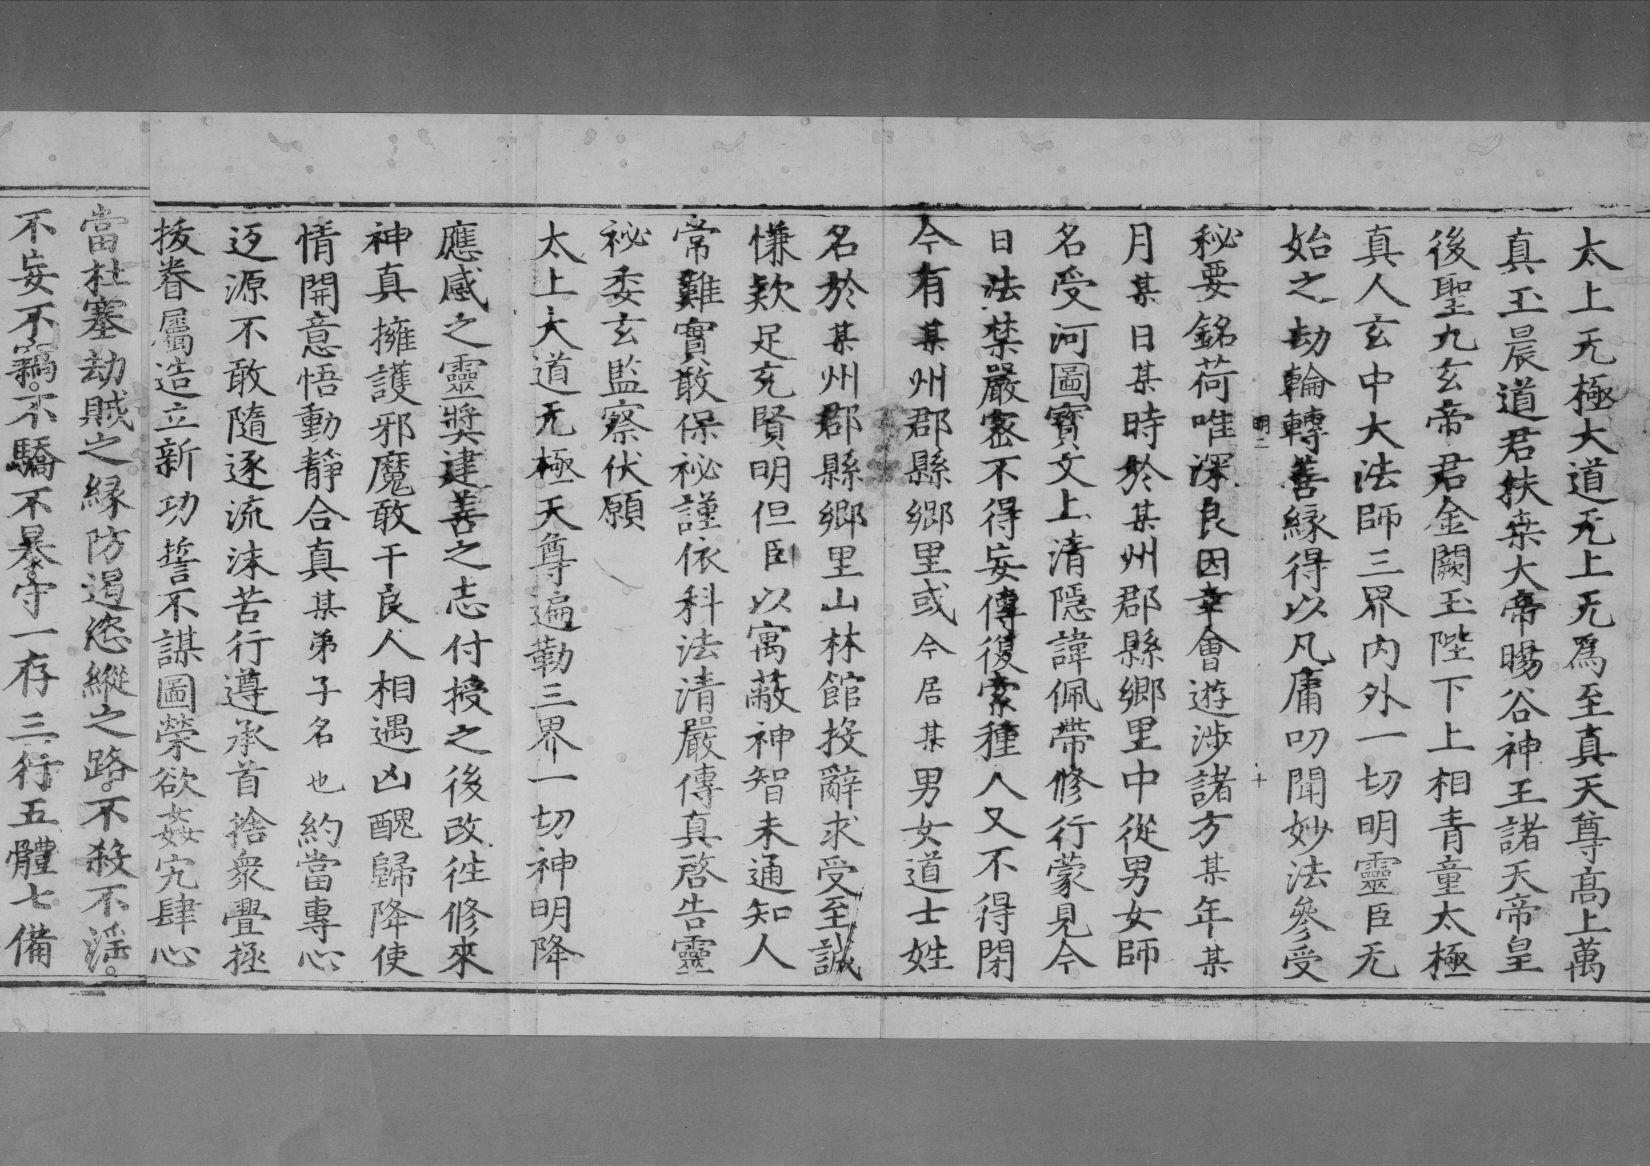 太上无極大道无上无爲至真天尊高上萬
真玉晨道君扶桒大帝暘谷神王諸天帝皇
後聖九玄帝君金闕玉陛下上相青童太極
真人玄中大法師三界内外一切明靈臣无
始之劫輪轉善緣得以凡庸叨聞妙法參受
明二 十
秘要銘荷唯深良因幸會遊涉諸方某年某
月某日某時於某州郡縣鄉里中從男女師
名受河圖寳文上清隱諱佩帶修行蒙見今
日法禁嚴密不得妄傳復索種人又不得閉
今有某州郡縣鄉里或今居某男女道士姓
名於某州郡縣鄉里山林館投辭求受至誠
慊欵足充賢明但臣以寓蔽神智未通知人
常難實敢保祕謹依科法清嚴傳真啓告靈
祕委玄監察伏願
太上大道无極天尊遍勒三界一切神明降
應感之靈奬建善之志付授之後改往修來
神真擁護邪魔敢干良人相遇凶醜歸降使
情開意悟動靜合真某弟子名也約當專心
返源不敢隨逐流沫苦行遵承首捨衆疊拯
拔眷屬造立新功誓不謀圖榮欲姦宄肆心
當杜塞劫賊之緣防遏恣縱之路不殺不淫
不妄不竊不驕不暴守一存三行五體七備